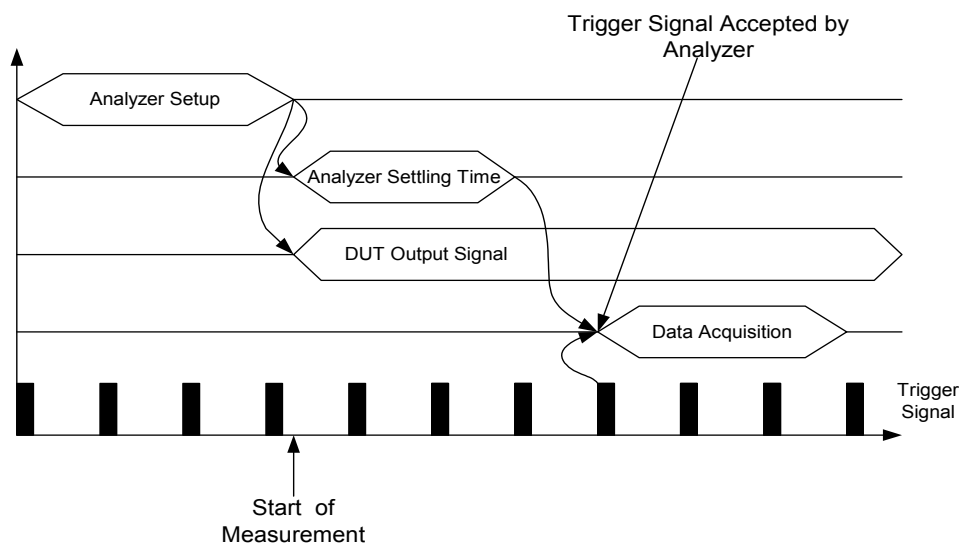 Trigger Signal Accepted by
Analyzer
Analyzer Setup
Analyzer Settling Time
DUT Output Signal
Data Acquisition
Trigger
Signal
Start of
Measurement